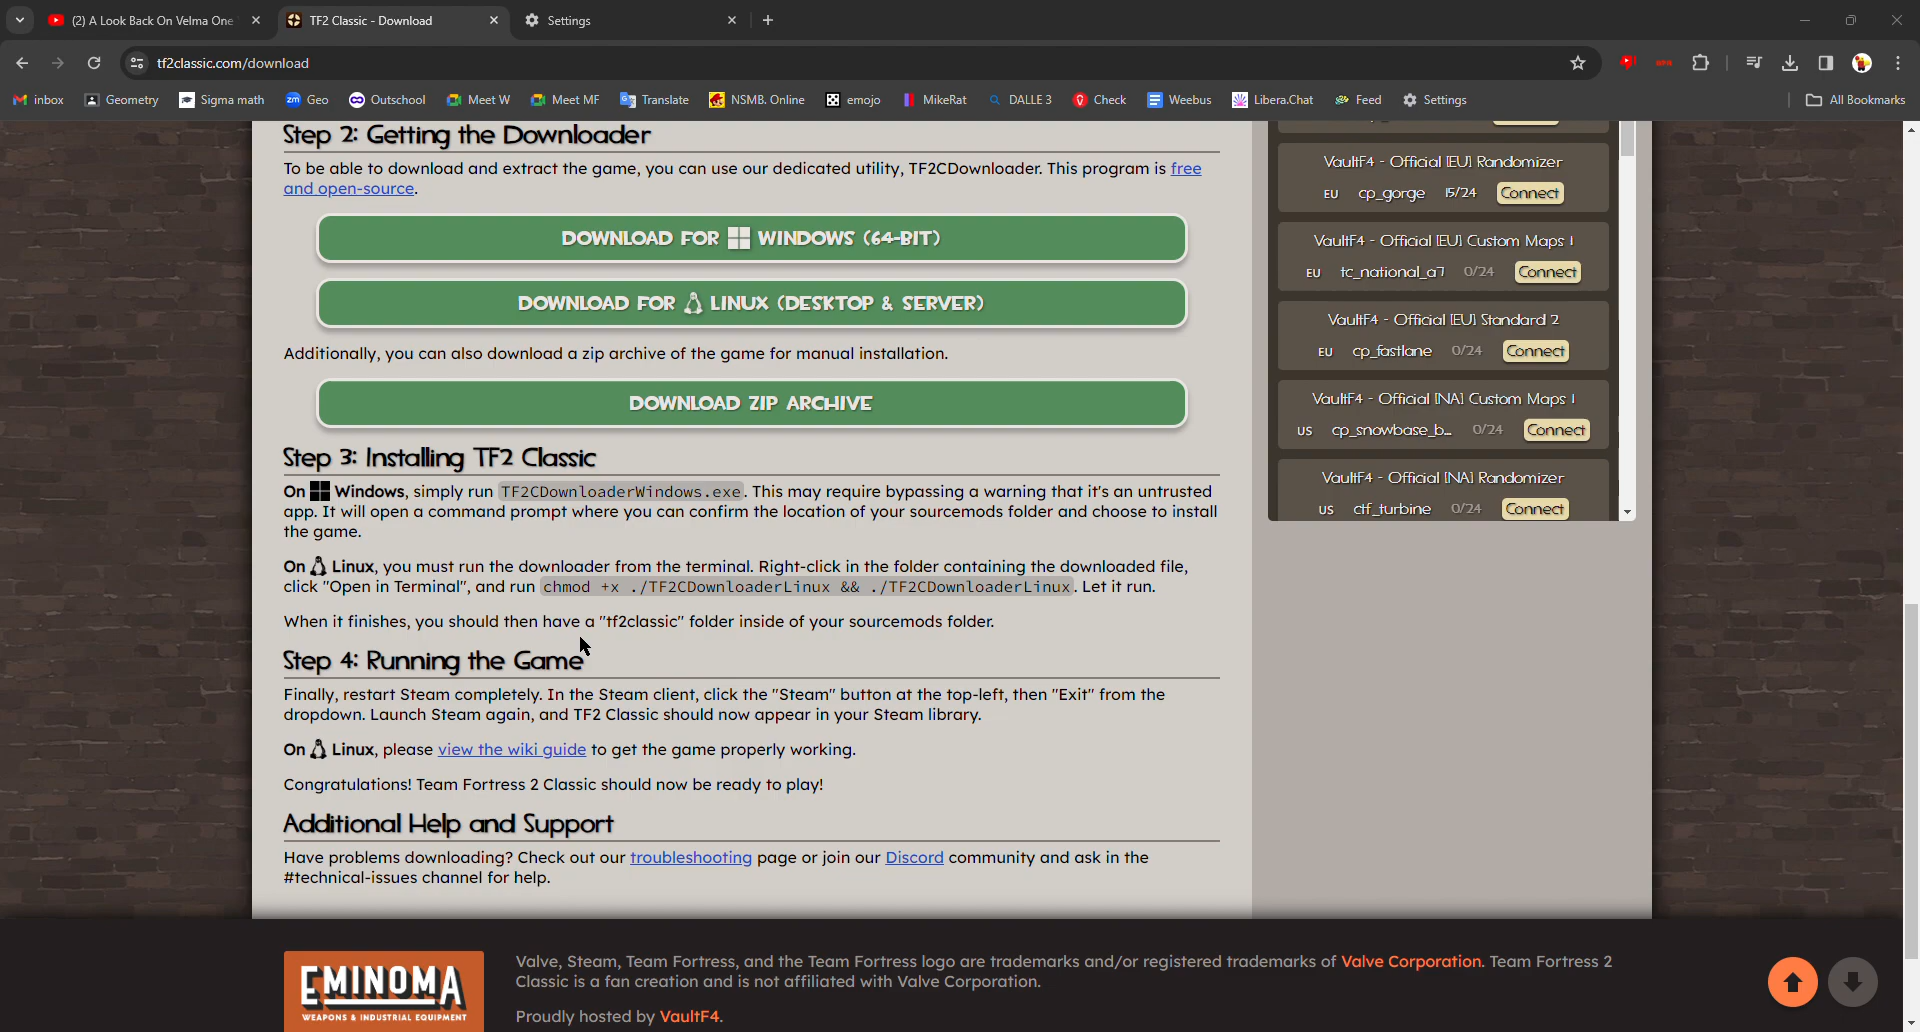 (2) A Look Back On Velma One
TF2 Classic - Download
Settings
tf2classic.com/download
inbox
Geometry
Sigma math
Geo
Outschool
Meet W
Meet MF
Translate
NSMB. Online
emojo
MikeRat
DALLE 3
Check
Weebus
Libera.Chat
Feed
Settings
All Bookmarks
Step 2: Getting the Downloader
To be able to download and extract the game, you can use our dedicated utility, TF2CDownloader. This program is free
and open-source.
DOWNLOAD FOR WINDOWS (64-BIT)
DOWNLOAD FOR LINUX (DESKTOP & SERVER)
Additionally, you can also download a zip archive of the game for manual installation.
DOWNLOAD ZIP ARCHIVE
Step 3: Installing TF2 Classic
On Windows, simply run TF2CDownloaderWindows.exe. This may require bypassing a warning that it's an untrusted
app. It will open a command prompt where you can confirm the location of your sourcemods folder and choose to install
the game.
On Linux, you must run the downloader from the terminal. Right-click in the folder containing the downloaded file,
click "Open in Terminal", and run chmod +x ./TF2CDownloaderLinux && ./TF2CDownloaderLinux. Let it run.
When it finishes, you should then have a "tf2classic" folder inside of your sourcemods folder.
Step 4: Running the Game
Finally, restart Steam completely. In the Steam client, click the "Steam" button at the top-left, then "Exit" from the
dropdown. Launch Steam again, and TF2 Classic should now appear in your Steam library.
On Linux, please view the wiki guide to get the game properly working.
Congratulations! Team Fortress 2 Classic should now be ready to play!
Additional Help and Support
Have problems downloading? Check out our troubleshooting page or join our Discord community and ask in the
#technical-issues channel for help.
VaultF4 - Official [EU] Randomizer
EU cp_gorge 15/24 Connect
VaultF4 - Official [EU] Custom Maps 1
EU tc_national_a7 0/24 Connect
VaultF4 - Official [EU] Standard 2
EU cp_fastlane 0/24 Connect
VaultF4 - Official [NA] Custom Maps 1
US cp_snowbase_b... 0/24 Connect
VaultF4 - Official [NA] Randomizer
US ctf_turbine 0/24 Connect
EMINOMA
WEAPONS & INDUSTRIAL EQUIPMENT
Valve, Steam, Team Fortress, and the Team Fortress logo are trademarks and/or registered trademarks of Valve Corporation. Team Fortress 2
Classic is a fan creation and is not affiliated with Valve Corporation.
Proudly hosted by VaultF4.